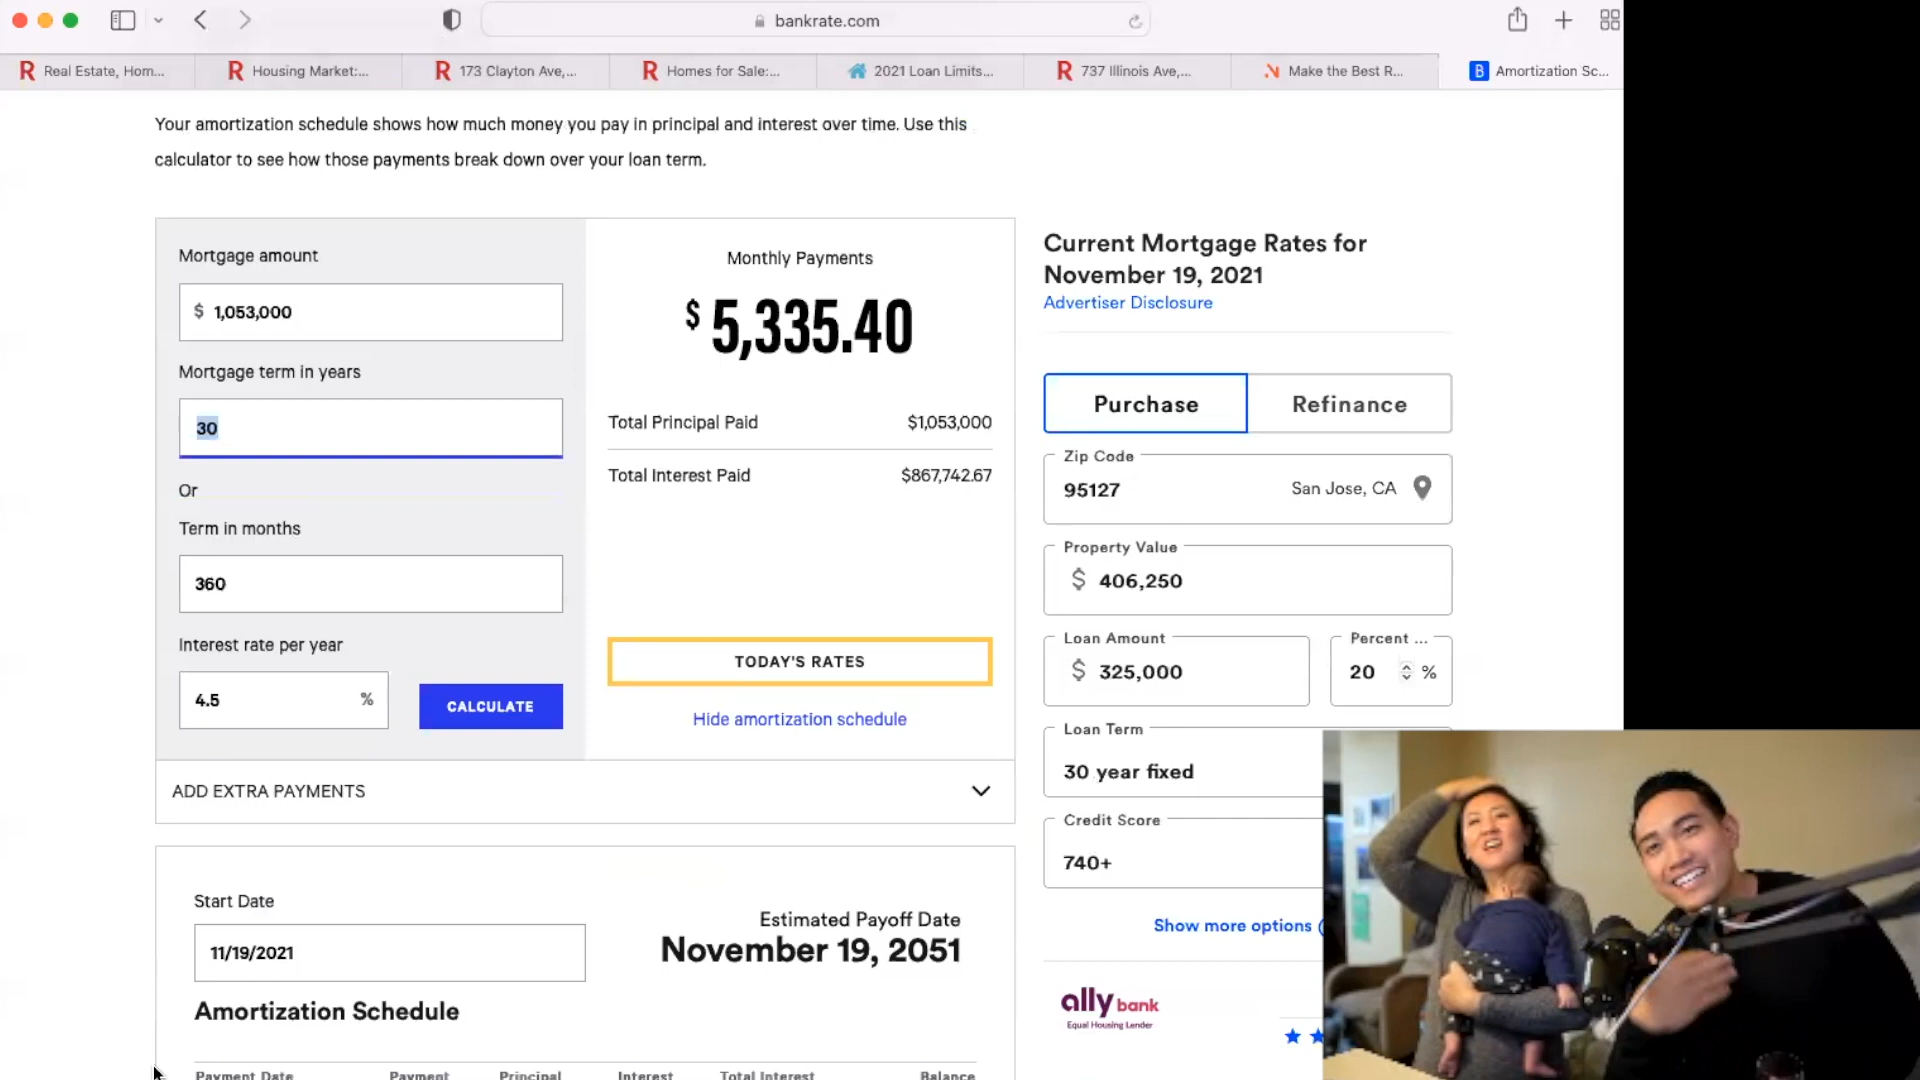 bankrate.com
R Real Estate, Hom...
R Housing Market:...
R 173 Clayton Ave,...
R Homes for Sale:...
2021 Loan Limits...
R 737 Illinois Ave,...
Make the Best R...
B Amortization Sc...
Your amortization schedule shows how much money you pay in principal and interest over time. Use this
calculator to see how those payments break down over your loan term.
Mortgage amount
$ 1,053,000
Mortgage term in years
30
Or
Term in months
360
Interest rate per year
4.5 %
CALCULATE
Monthly Payments
$ 5,335.40
Total Principal Paid $1,053,000
Total Interest Paid $867,742.67
TODAY'S RATES
Hide amortization schedule
ADD EXTRA PAYMENTS
Start Date
11/19/2021
Estimated Payoff Date
November 19, 2051
Amortization Schedule
Payment Date Payment Principal Interest Total Interest Balance
Current Mortgage Rates for
November 19, 2021
Advertiser Disclosure
Purchase
Refinance
Zip Code
95127 San Jose, CA
Property Value
$ 406,250
Loan Amount
$ 325,000
Percent ...
20 %
Loan Term
30 year fixed
Credit Score
740+
Show more options (
ally bank
Equal Housing Lender